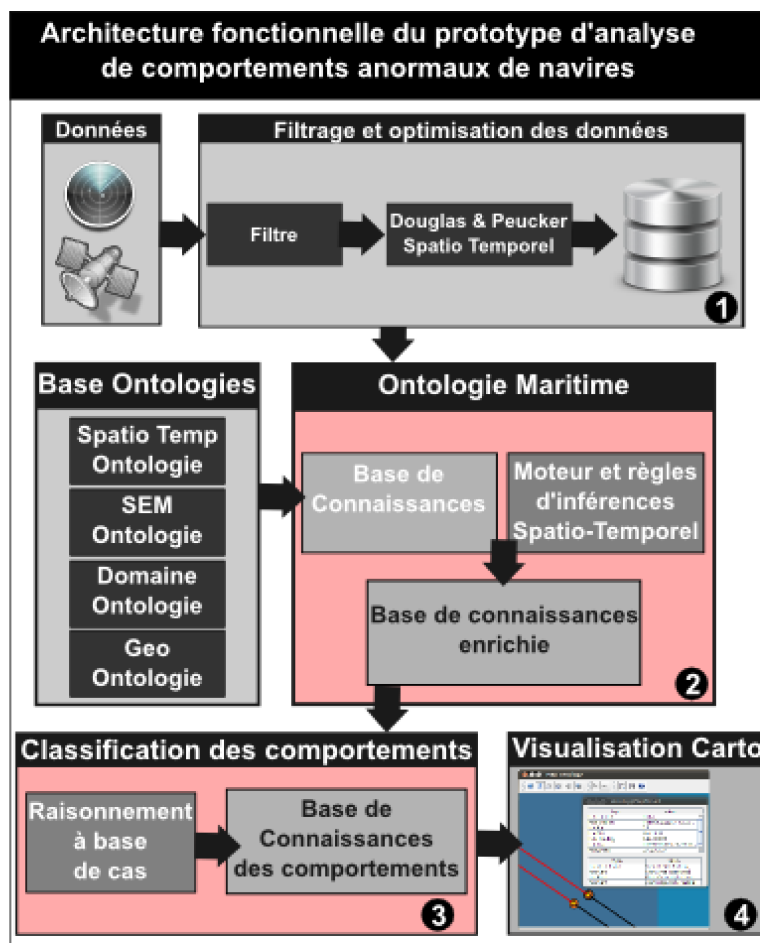 Architecture fonctionnelle du prototype d'analyse
de comportements anormaux de navires
Données
Filtrage et optimisation des données
Filtre
Douglas & Peucker
Spatio Temporel
1
Base Ontologies
Spatio Temp
Ontologie
SEM
Ontologie
Domaine
Ontologie
Geo
Ontologie
Ontologie Maritime
Base de
Connaissances
Moteur et règles
d'inférences
Spatio-Temporel
Base de connaissances
enrichie
2
Classification des comportements
Raisonnement
à base
de cas
Base de
Connaissances
des comportements
3
Visualisation Carto
4